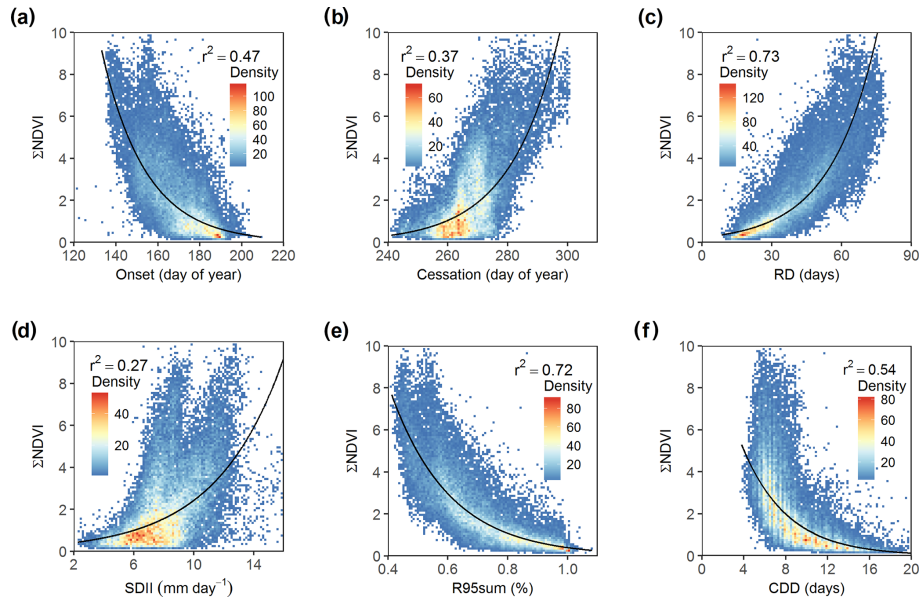 (a)
ΣNDVI
10
8
6
4
2
0
r² = 0.47
Density
100
80
60
40
20
120 140 160 180 200 220
Onset (day of year)
(b)
ΣNDVI
10
8
6
4
2
0
r² = 0.37
Density
60
40
20
240 260 280 300
Cessation (day of year)
(c)
ΣNDVI
10
8
6
4
2
0
r² = 0.73
Density
120
80
40
0 30 60 90
RD (days)
(d)
ΣNDVI
10
8
6
4
2
0
r² = 0.27
Density
40
20
2 6 10 14
SDII (mm day⁻¹)
(e)
ΣNDVI
10
8
6
4
2
0
r² = 0.72
Density
80
60
40
20
0.4 0.6 0.8 1.0
R95sum (%)
(f)
ΣNDVI
10
8
6
4
2
0
r² = 0.54
Density
80
60
40
20
0 4 8 12 16 20
CDD (days)